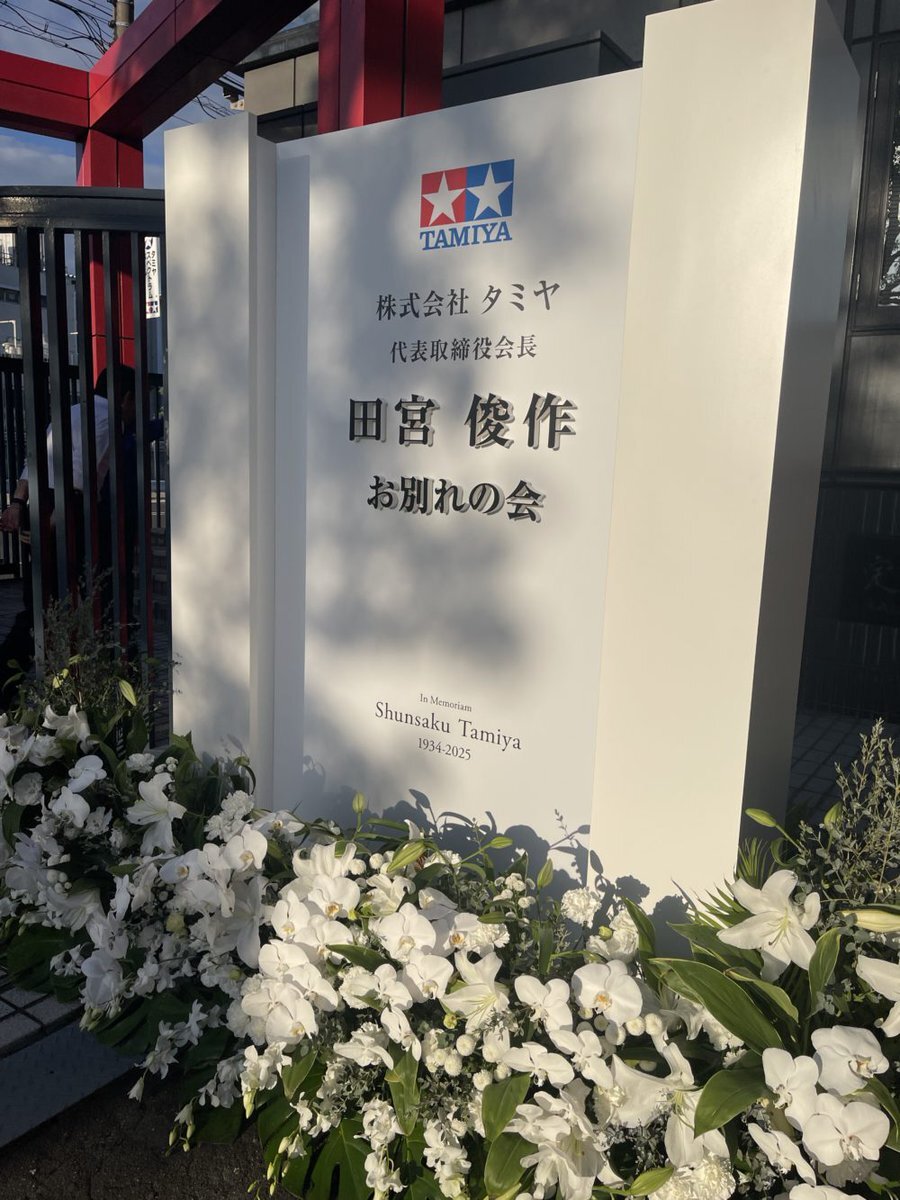 TAMIYA
株式会社 タミヤ
代表取締役会長
田宮 俊作
お別れの会
In Memoriam
Shunsaku Tamiya
1934-2025